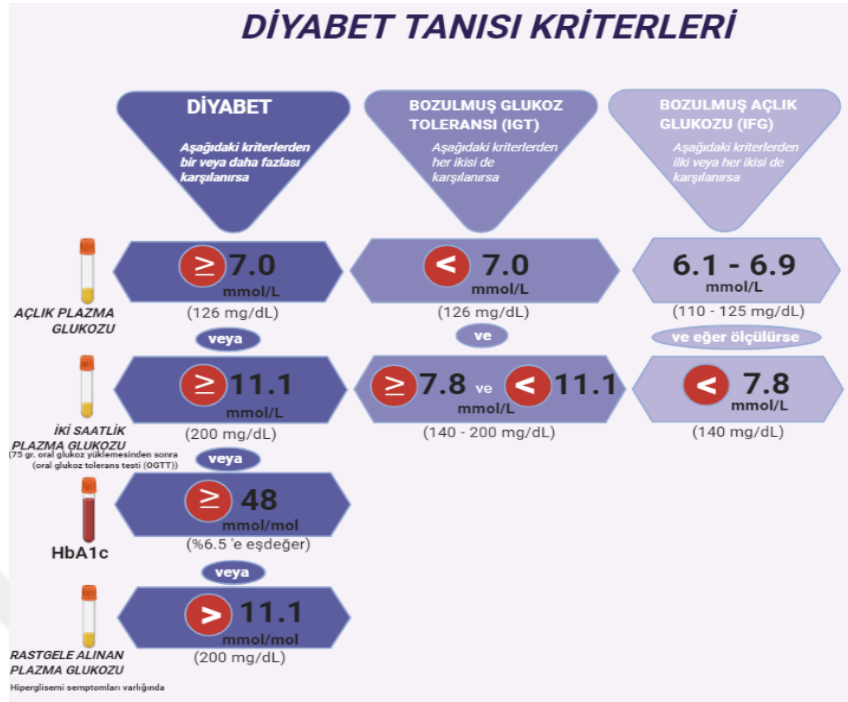 DİYABET TANISI KRİTERLERİ
DİYABET
Aşağıdaki kriterlerden
bir veya daha fazlası
karşılanırsa
BOZULMUŞ GLUKOZ
TOLERANSI (IGT)
Aşağıdaki kriterlerden
her ikisi de
karşılanırsa
BOZULMUŞ AÇLIK
GLUKOZU (IFG)
Aşağıdaki kriterlerden
ilki veya her ikisi de
karşılanırsa
AÇLIK PLAZMA
GLUKOZU
≥ 7.0
mmol/L
(126 mg/dL)
< 7.0
mmol/L
(126 mg/dL)
6.1 - 6.9
mmol/L
(110 - 125 mg/dL)
veya
ve
ve eğer ölçülürse
İKİ SAATLİK
PLAZMA GLUKOZU
(75 gr. oral glukoz yüklemesinden sonra
(oral glukoz tolerans testi (OGTT))
≥ 11.1
mmol/L
(200 mg/dL)
≥ 7.8 ve < 11.1
mmol/L
(140 - 200 mg/dL)
< 7.8
mmol/L
(140 mg/dL)
veya
HbA1c
≥ 48
mmol/mol
(%6.5 'e eşdeğer)
veya
RASTGELE ALINAN
PLAZMA GLUKOZU
Hiperglisemi semptomları varlığında
> 11.1
mmol/mol
(200 mg/dL)